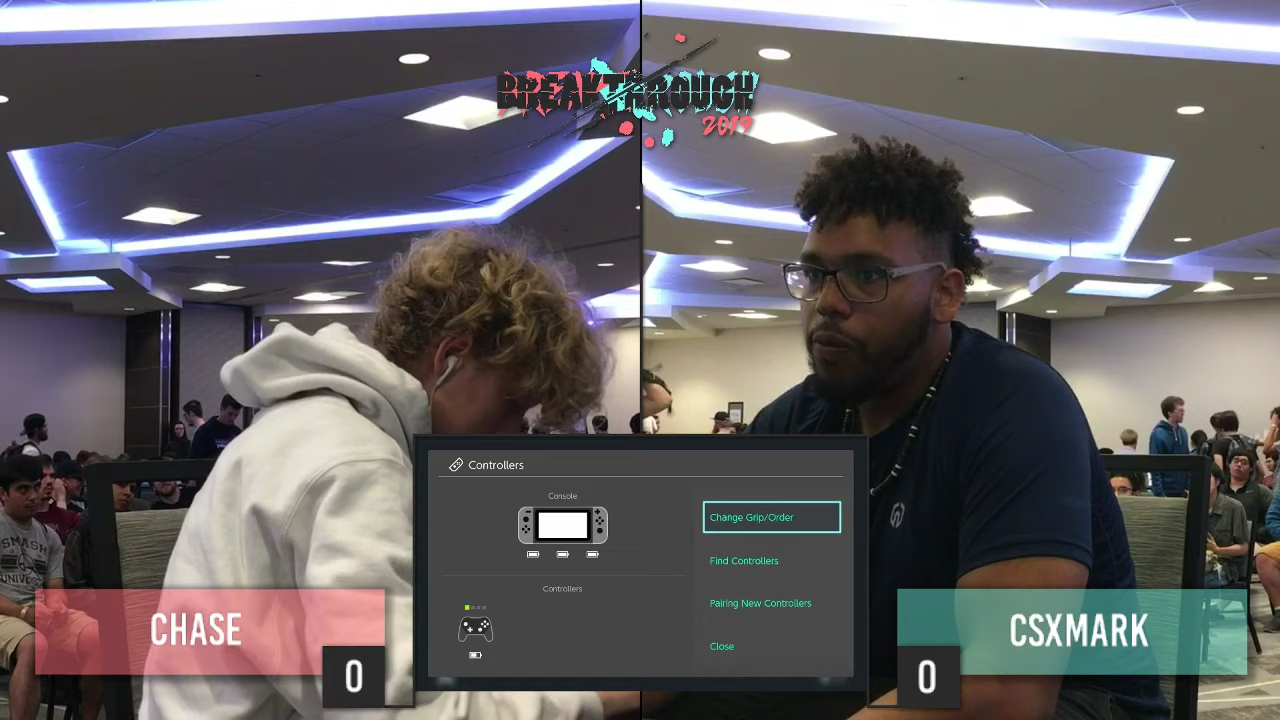 BREAKTHROUGH
2019
Controllers
Console
Change Grip/Order
Find Controllers
Controllers
Pairing New Controllers
Close
SMASH
UNIVERS
CHASE
0
CSXMARK
0